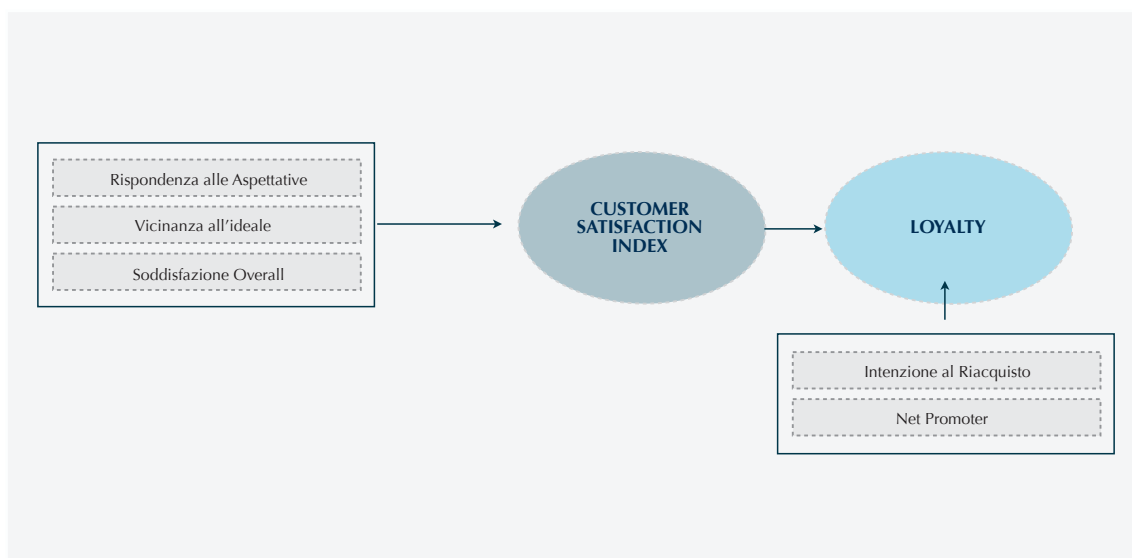 Rispondenza alle Aspettative
Vicinanza all'ideale
Soddisfazione Overall
CUSTOMER
SATISFACTION
INDEX
LOYALTY
Intenzione al Riacquisto
Net Promoter